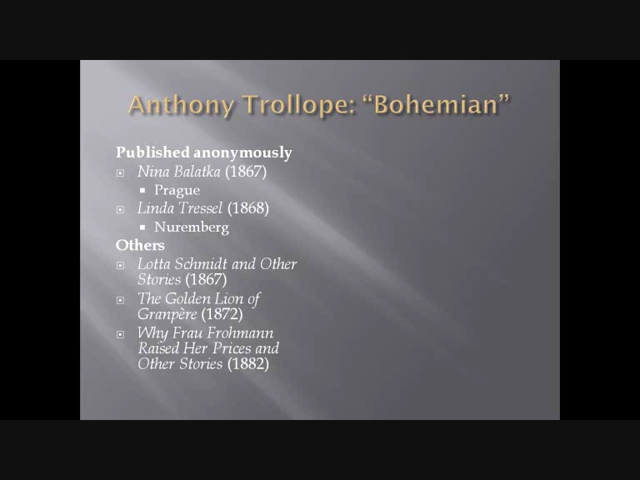 Anthony Trollope: “Bohemian”
Published anonymously
Nina Balatka (1867)
Prague
Linda Tressel (1868)
Nuremberg
Others
Lotta Schmidt and Other
Stories (1867)
The Golden Lion of
Granpère (1872)
Why Frau Frohmann
Raised Her Prices and
Other Stories (1882)